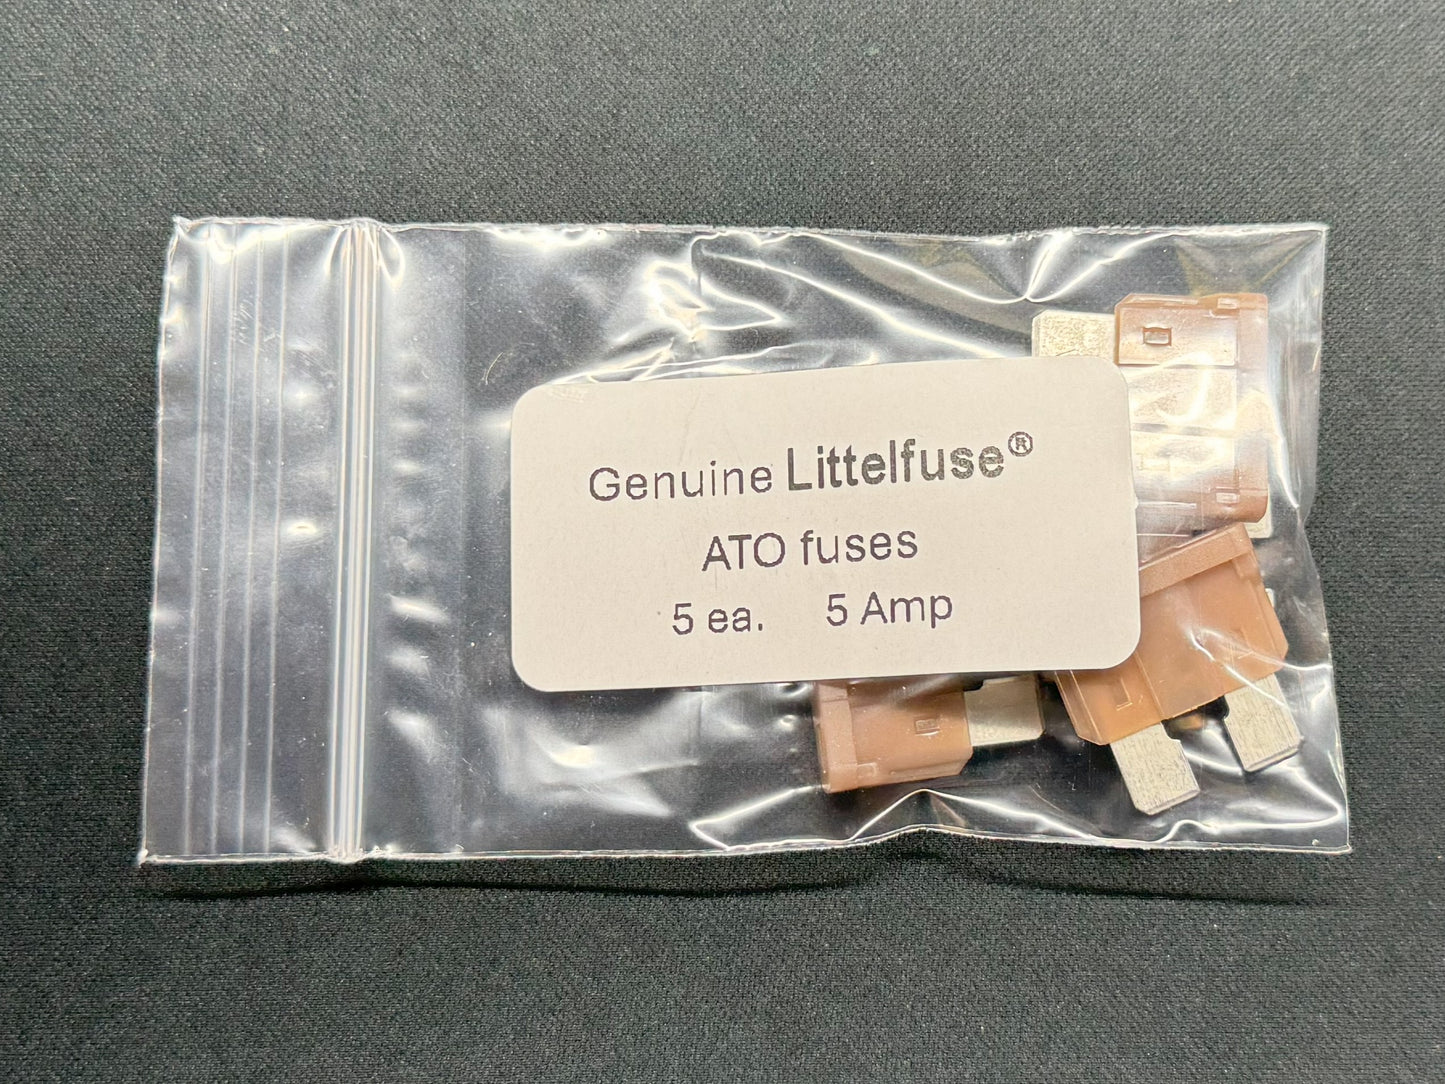 Genuine Littelfuse®
ATO fuses
5 ea. 5 Amp